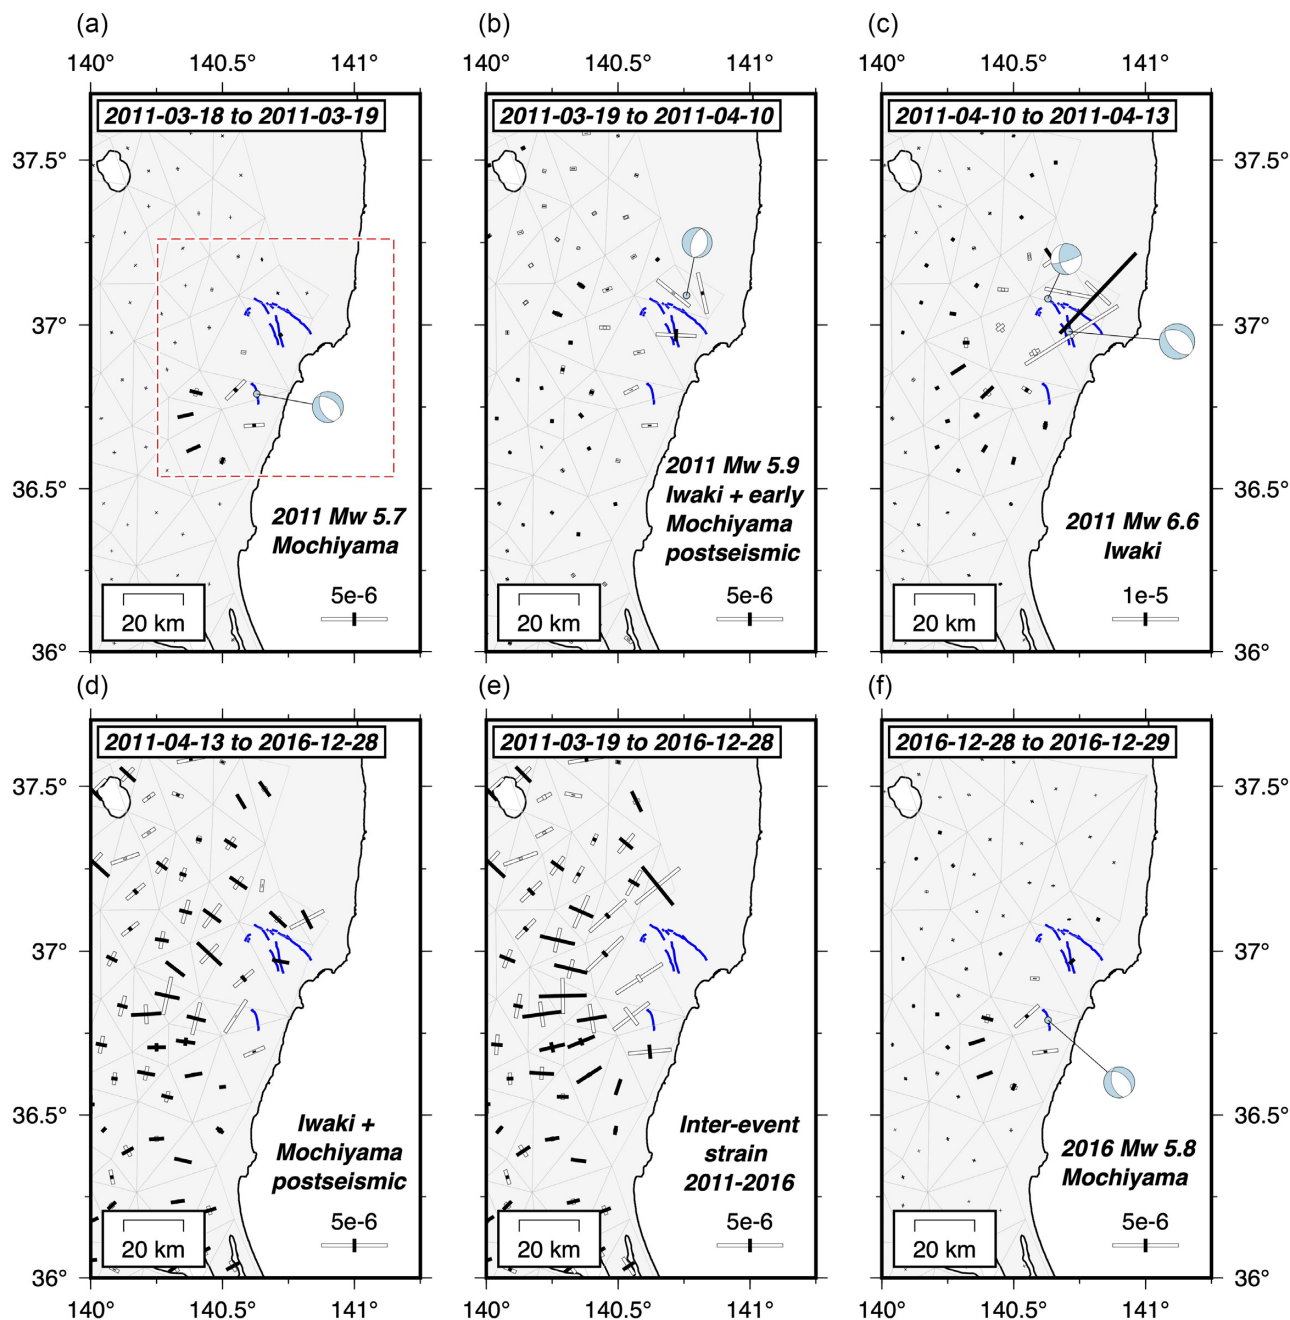 (a)
(b)
(c)
140° 140.5° 141°
140° 140.5° 141°
140° 140.5° 141°
2011-03-18 to 2011-03-19
2011-03-19 to 2011-04-10
2011-04-10 to 2011-04-13
37.5°
37.5°
37°
37°
36.5°
36.5°
36°
36°
2011 Mw 5.7
Mochiyama
5e-6
20 km
2011 Mw 5.9
Iwaki + early
Mochiyama
postseismic
5e-6
20 km
2011 Mw 6.6
Iwaki
1e-5
20 km
(d)
(e)
(f)
2011-04-13 to 2016-12-28
2011-03-19 to 2016-12-28
2016-12-28 to 2016-12-29
37.5°
37.5°
37°
37°
36.5°
36.5°
36°
36°
Iwaki +
Mochiyama
postseismic
5e-6
20 km
Inter-event
strain
2011-2016
5e-6
20 km
2016 Mw 5.8
Mochiyama
5e-6
20 km
140° 140.5° 141°
140° 140.5° 141°
140° 140.5° 141°